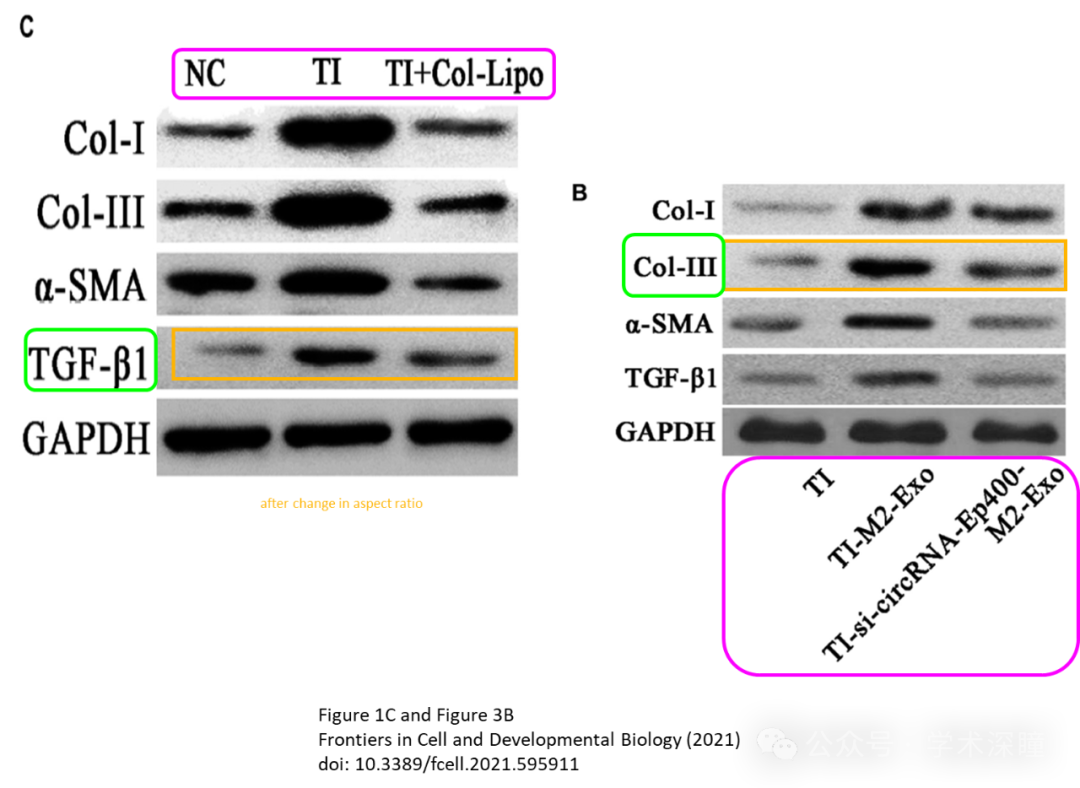 C
NC TI TI+Col-Lipo
Col-I
Col-III
α-SMA
TGF-β1
GAPDH
after change in aspect ratio
B
Col-I
Col-III
α-SMA
TGF-β1
GAPDH
TI
TI-M2-Exo
TI-si-circRNA-Ep400-
M2-Exo
Figure 1C and Figure 3B
Frontiers in Cell and Developmental Biology (2021)
doi: 10.3389/fcell.2021.595911
公众号 学术深瞳